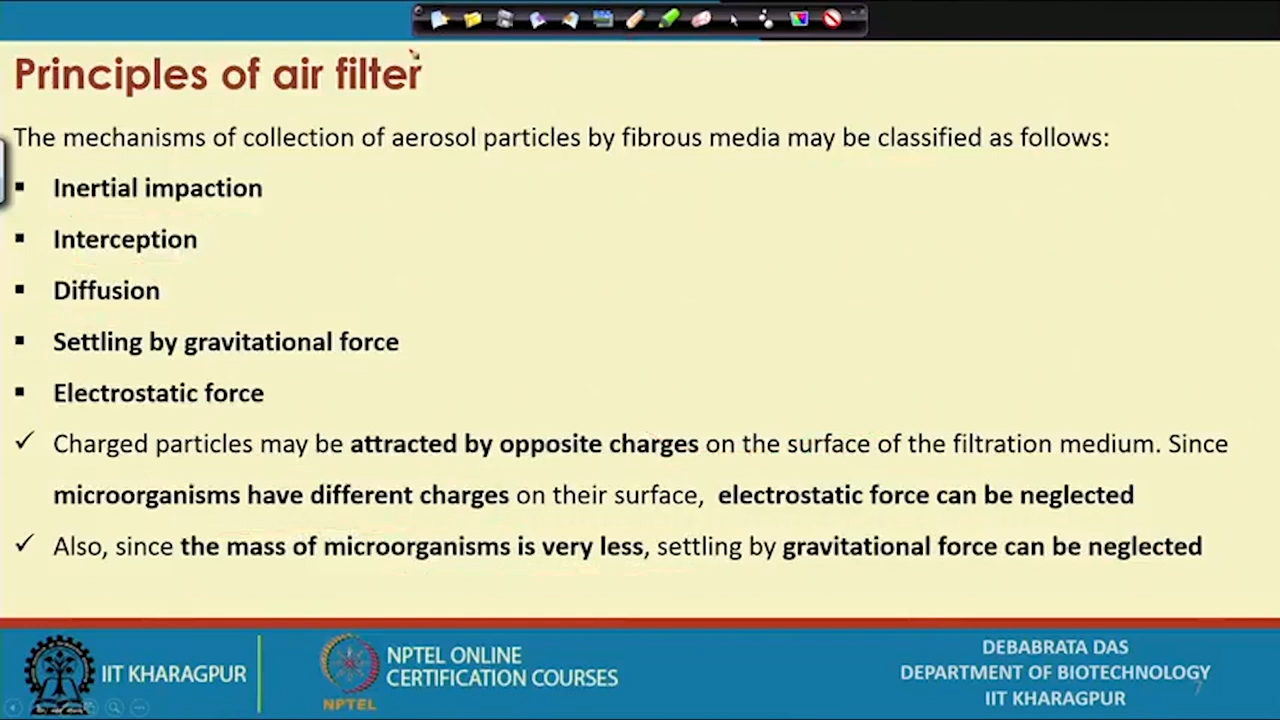 Principles of air filter
The mechanisms of collection of aerosol particles by fibrous media may be classified as follows:
▪ Inertial impaction
▪ Interception
▪ Diffusion
▪ Settling by gravitational force
▪ Electrostatic force
✓ Charged particles may be attracted by opposite charges on the surface of the filtration medium. Since
microorganisms have different charges on their surface, electrostatic force can be neglected
✓ Also, since the mass of microorganisms is very less, settling by gravitational force can be neglected
IIT KHARAGPUR
NPTEL
NPTEL ONLINE
CERTIFICATION COURSES
DEBABRATA DAS
DEPARTMENT OF BIOTECHNOLOGY
IIT KHARAGPUR
7